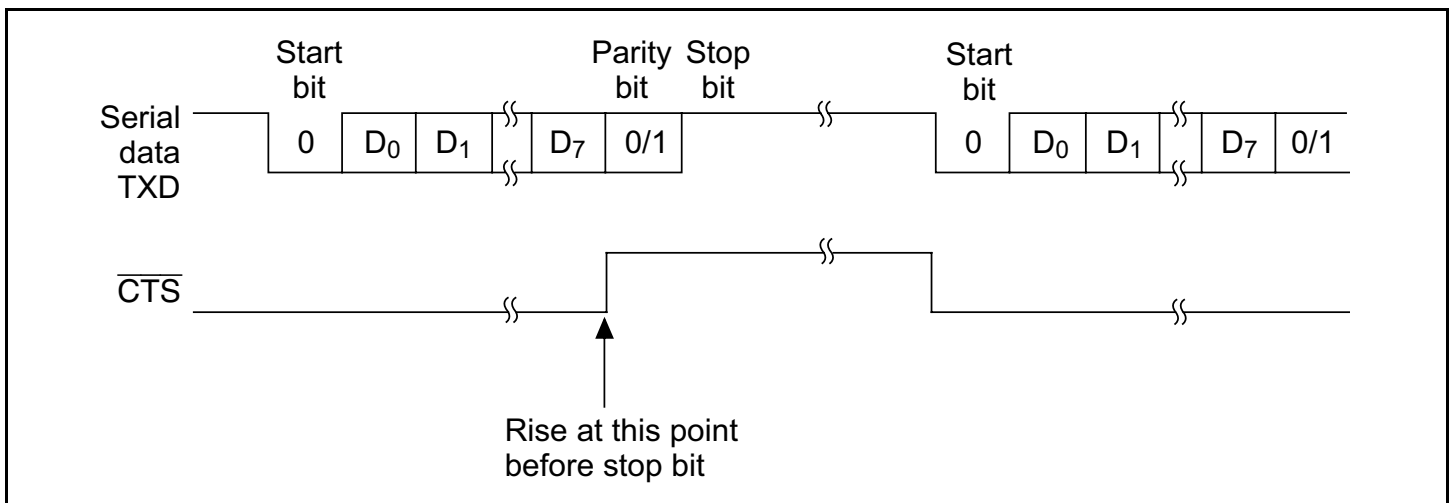 Start bit
Parity bit
Stop bit
Start bit
Serial data TXD
0 D0 D1 D7 0/1
0 D0 D1 D7 0/1
CTS
Rise at this point
before stop bit